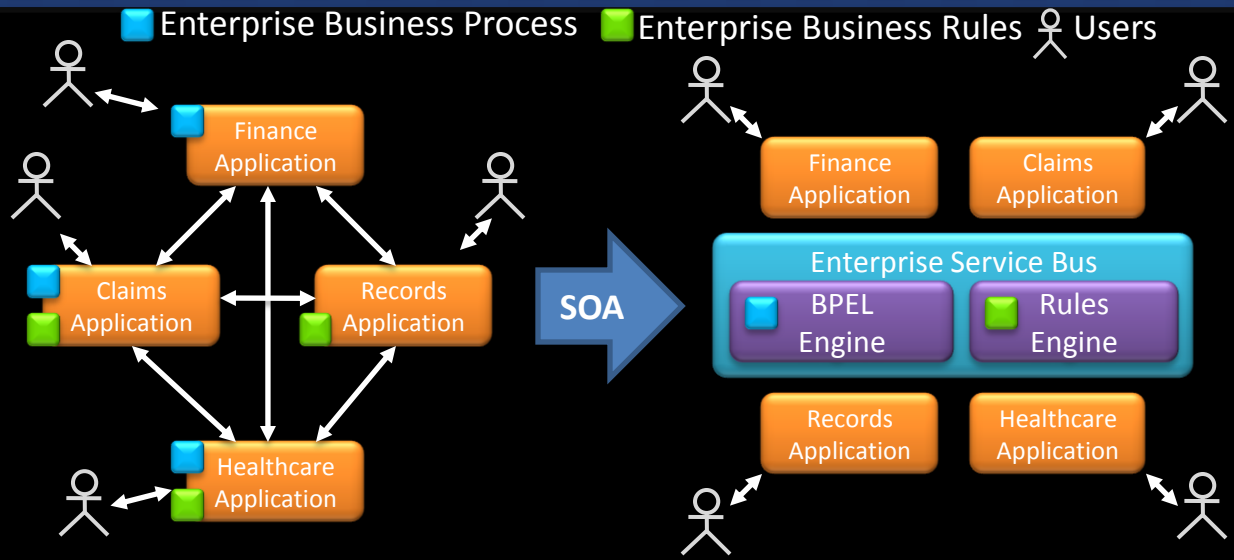 Enterprise Business Process
Enterprise Business Rules
Users
Finance
Application
Claims
Application
Records
Application
Healthcare
Application
SOA
Finance
Application
Claims
Application
Enterprise Service Bus
BPEL
Engine
Rules
Engine
Records
Application
Healthcare
Application